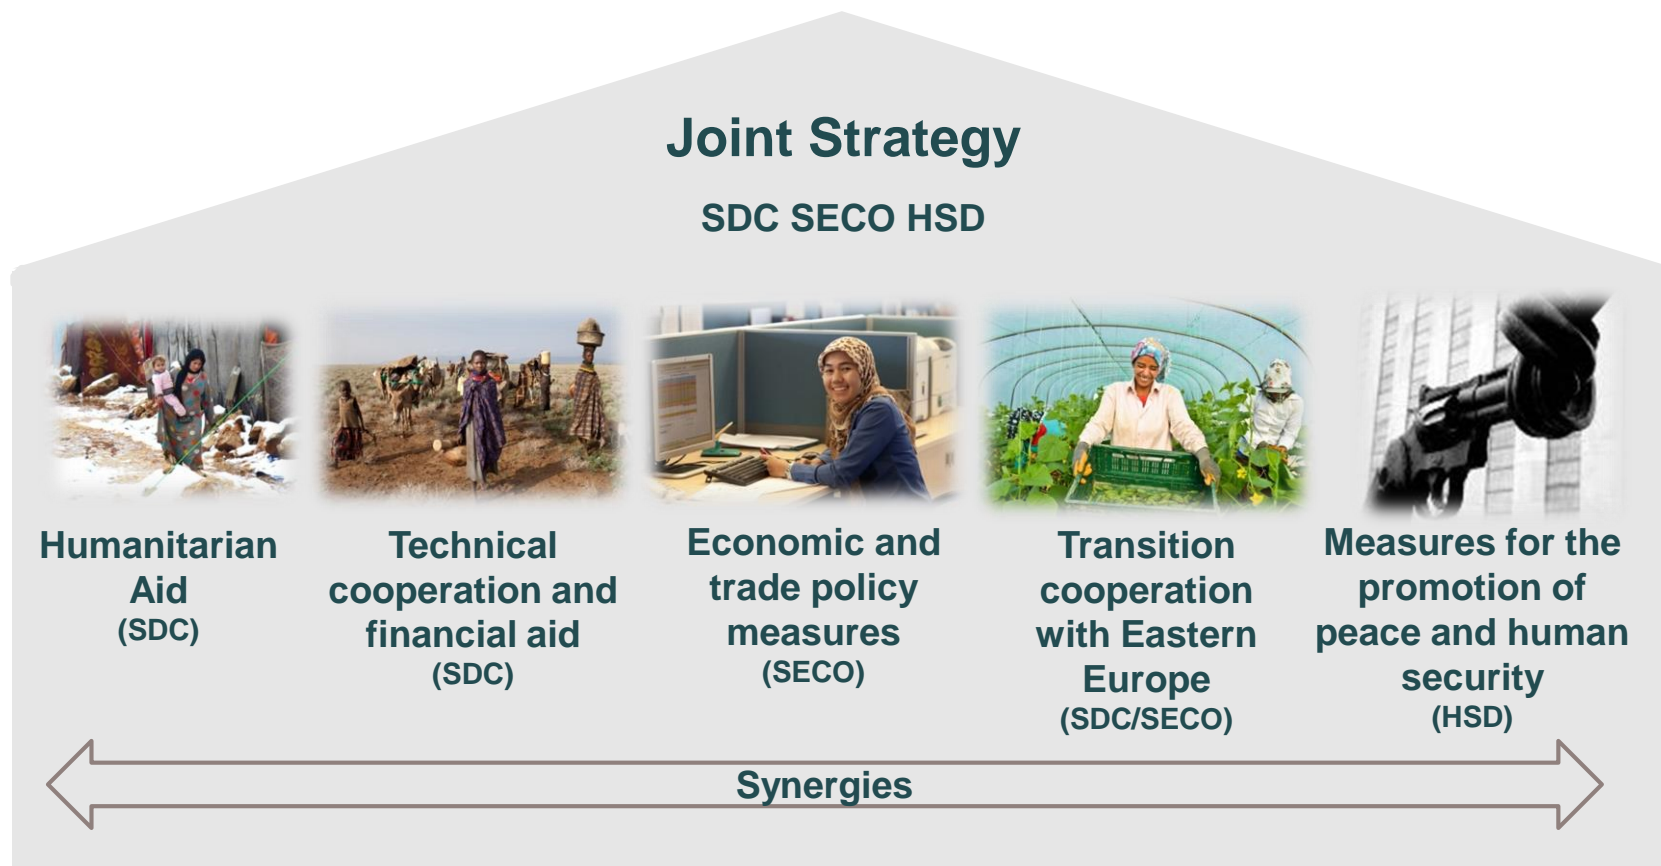 Joint Strategy
SDC SECO HSD
Humanitarian
Aid
(SDC)
Technical
cooperation and
financial aid
(SDC)
Economic and
trade policy
measures
(SECO)
Transition
cooperation
with Eastern
Europe
(SDC/SECO)
Measures for the
promotion of
peace and human
security
(HSD)
Synergies